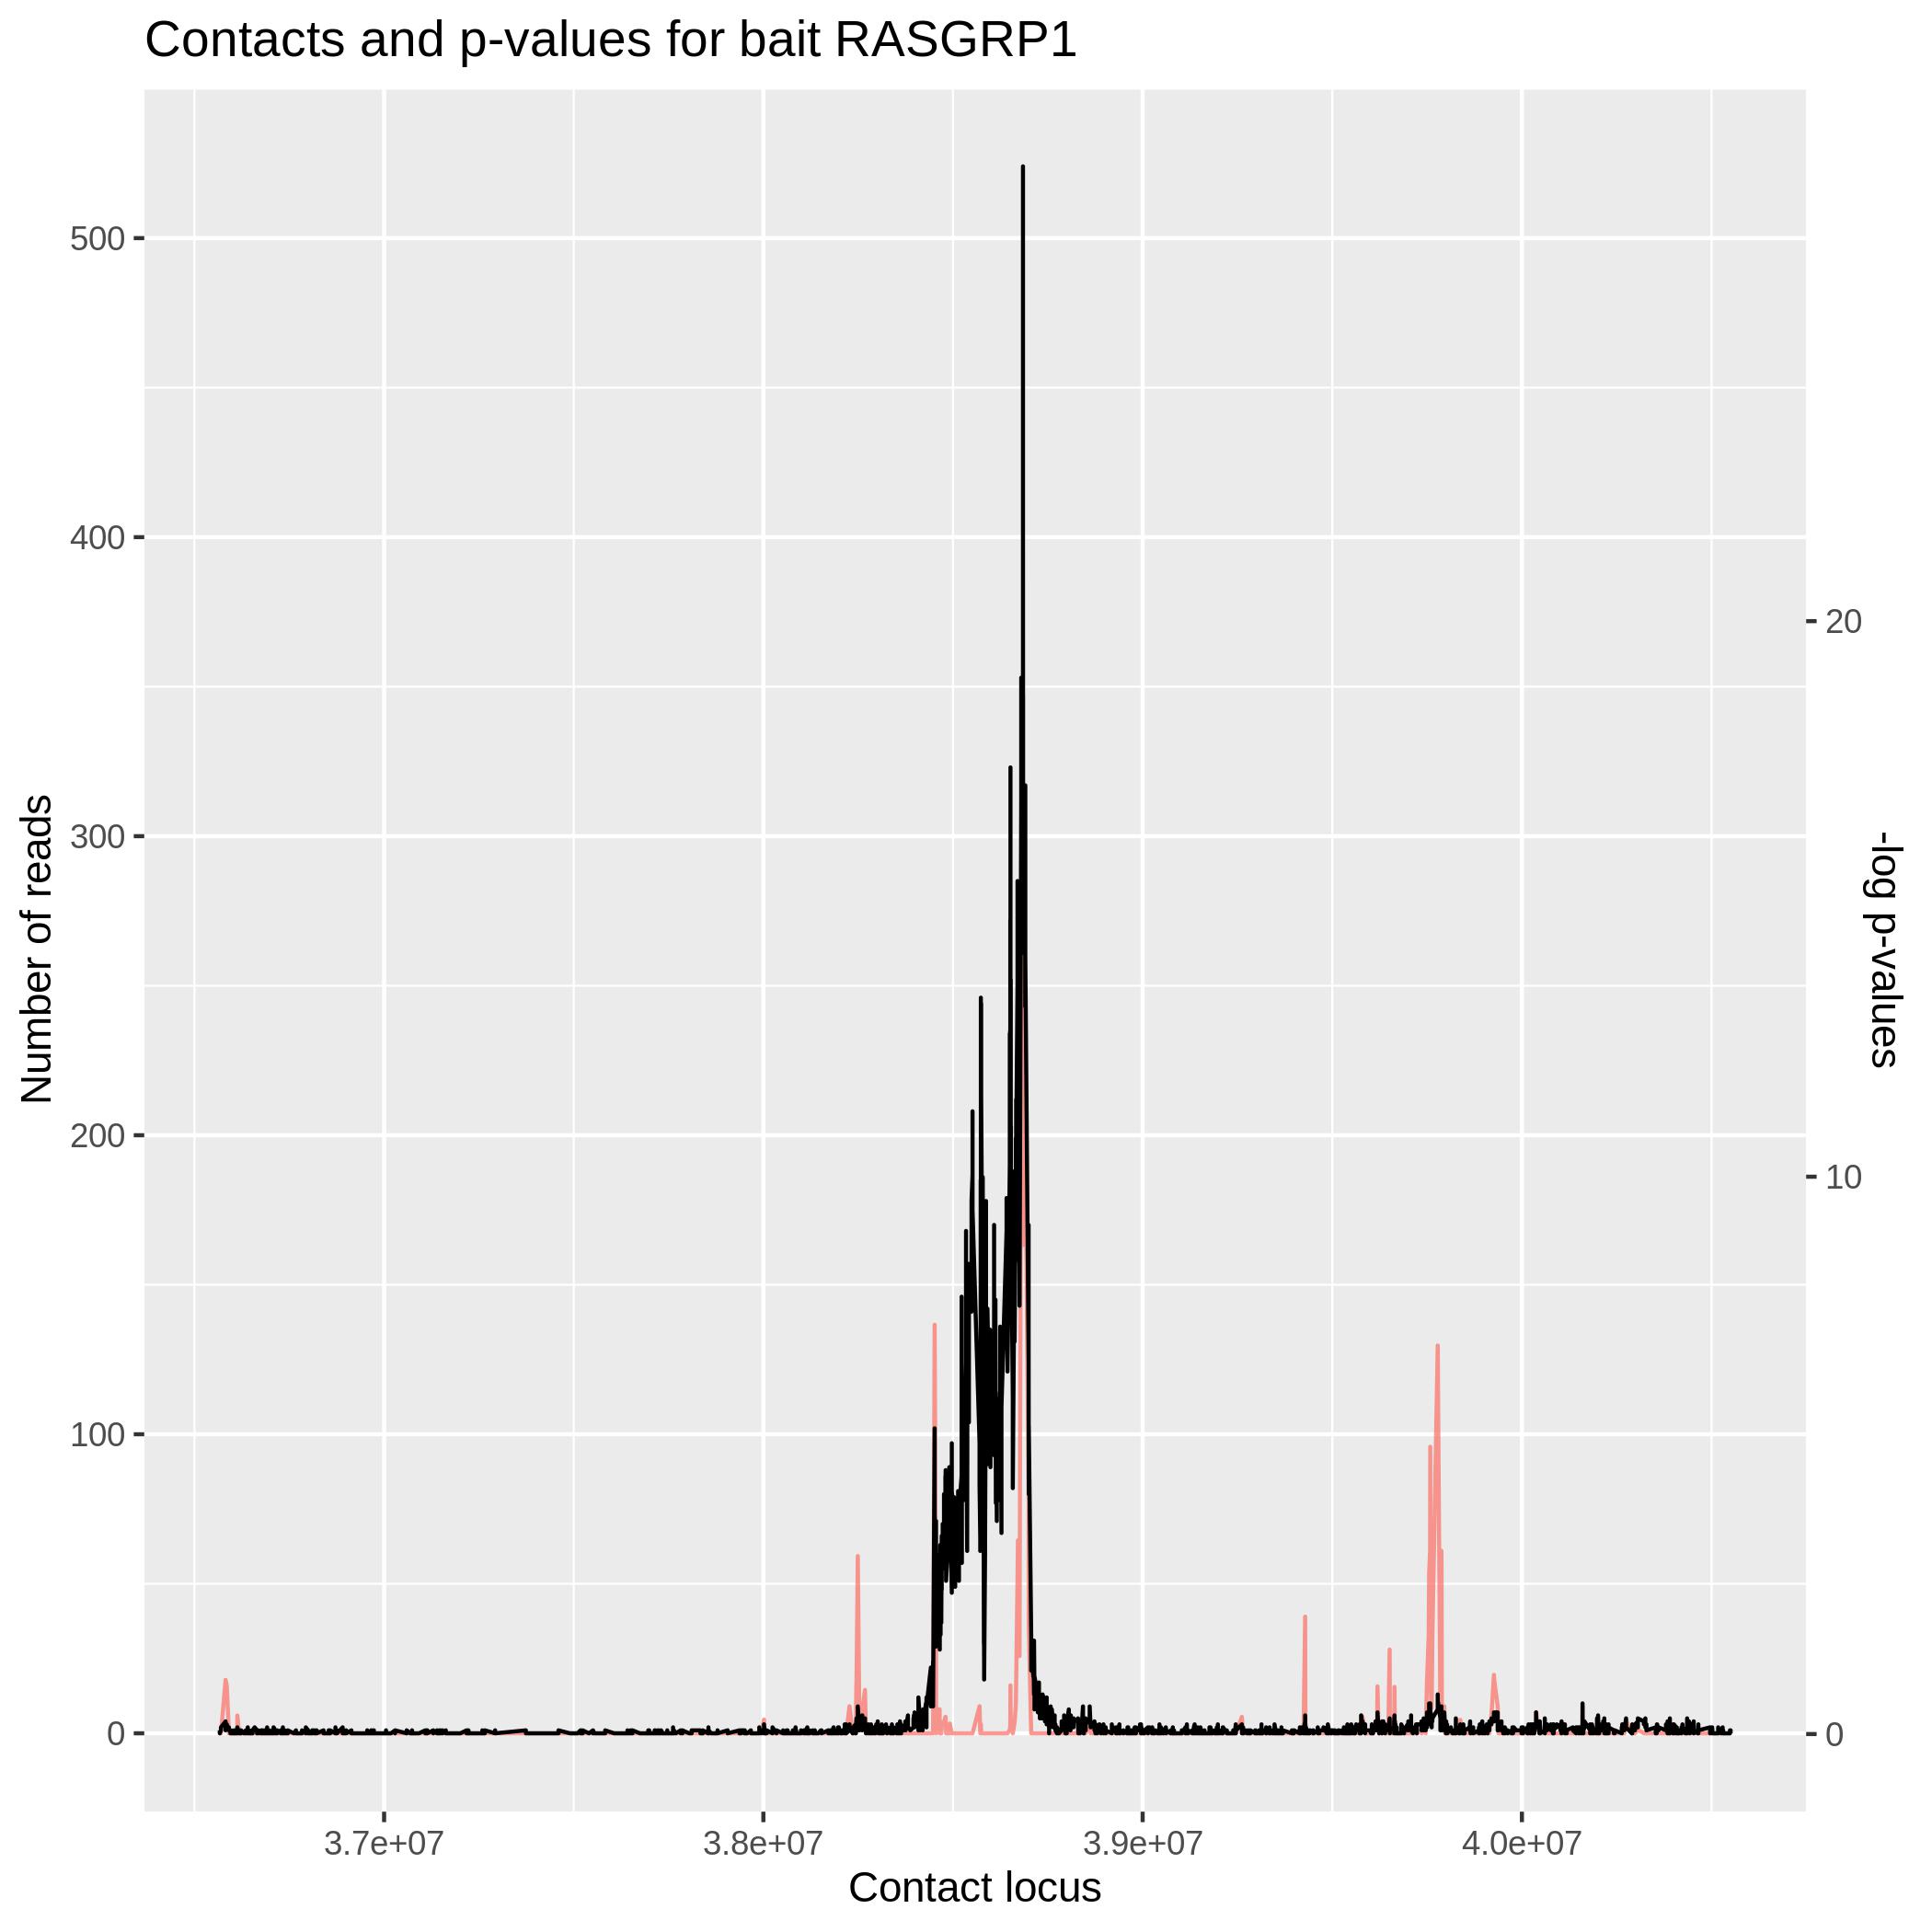 Contacts and p-values for bait RASGRP1
500
400
300
200
100
0
Number of reads
20
10
0
-log p-values
3.7e+07 3.8e+07 3.9e+07 4.0e+07
Contact locus